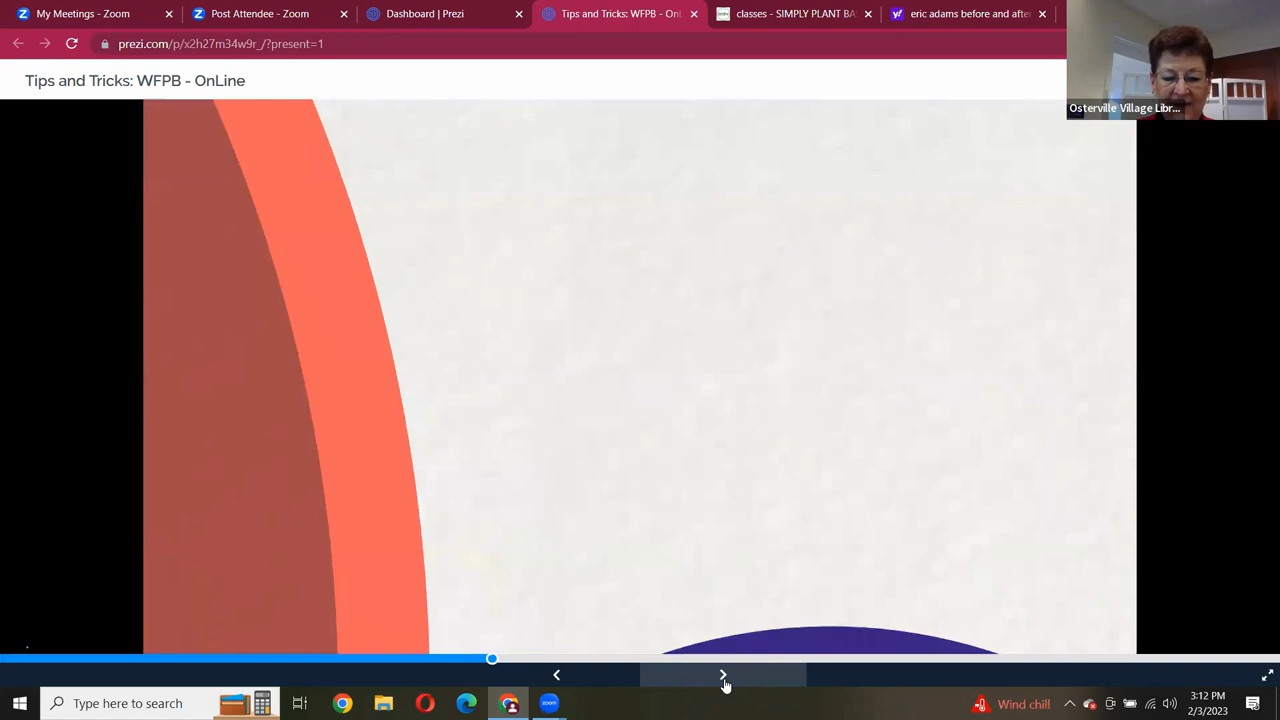 My Meetings - Zoom
Post Attendee - Zoom
Dashboard | Prezi
Tips and Tricks: WFPB - OnL
classes - SIMPLY PLANT BA
eric adams before and afte
prezi.com/p/x2h27m34w9r_/?present=1
Tips and Tricks: WFPB - OnLine
Osterville Village Libr...
Type here to search
zoom
Wind chill
3:12 PM
2/3/2023